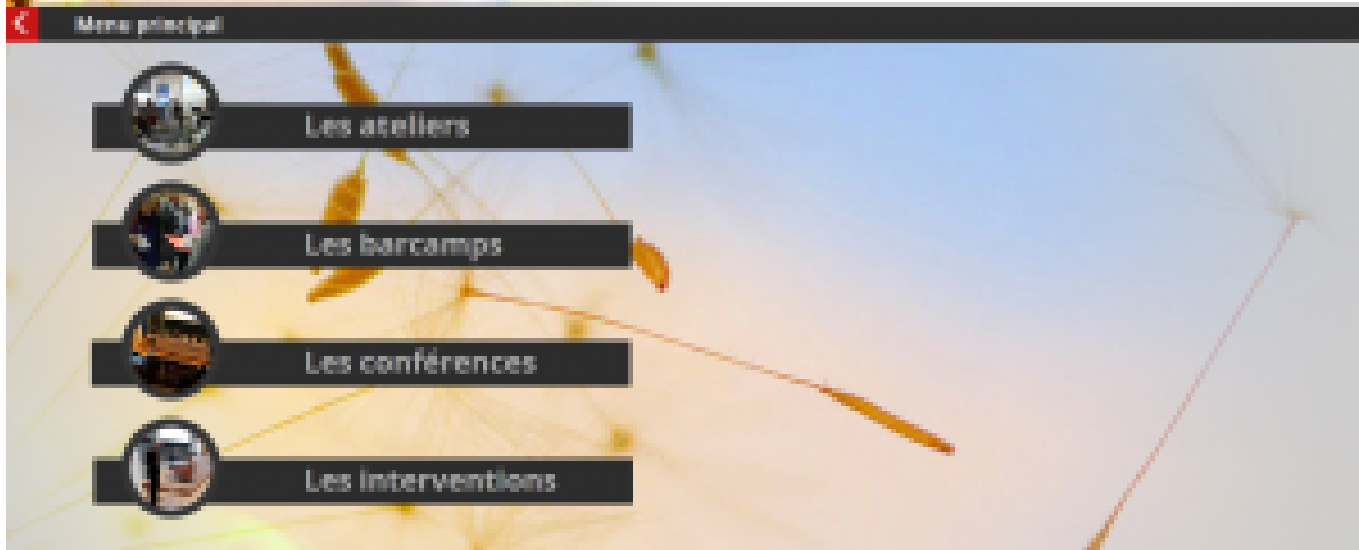 Menu principal
Les ateliers
Les barcamps
Les conférences
Les interventions